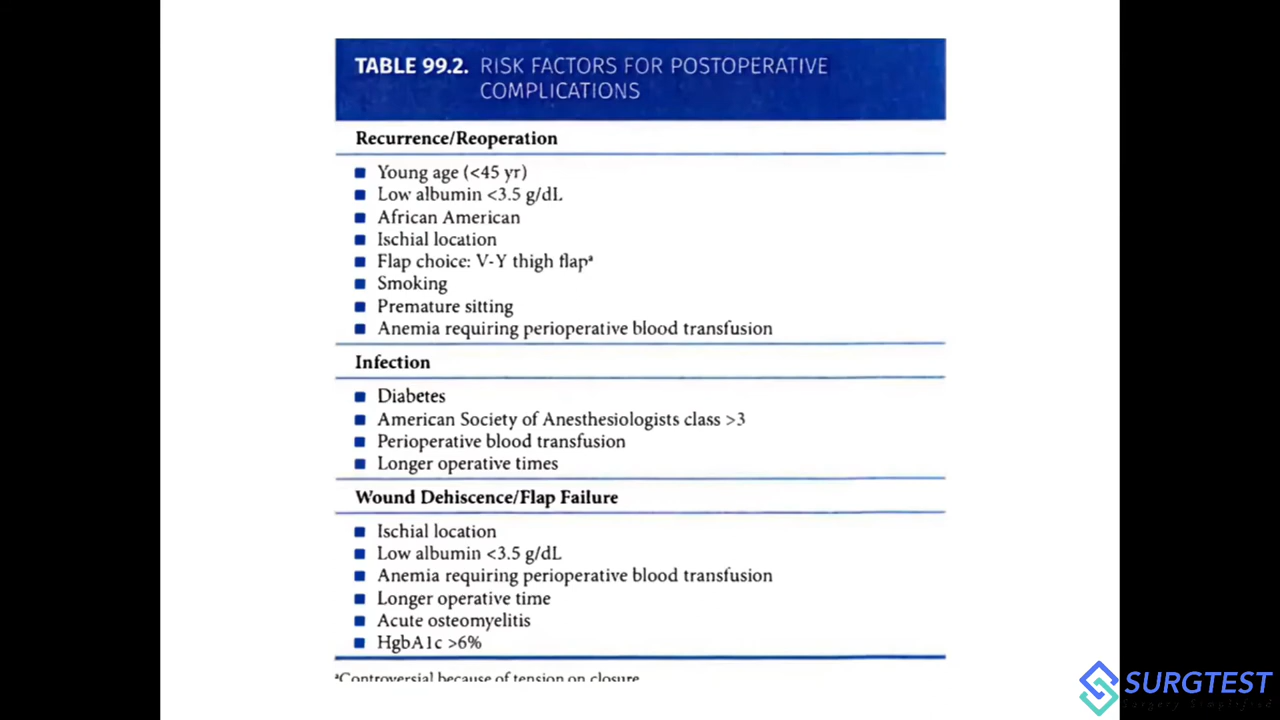 TABLE 99.2. RISK FACTORS FOR POSTOPERATIVE
COMPLICATIONS
Recurrence/Reoperation
■ Young age (<45 yr)
■ Low albumin <3.5 g/dL
■ African American
■ Ischial location
■ Flap choice: V-Y thigh flapᵃ
■ Smoking
■ Premature sitting
■ Anemia requiring perioperative blood transfusion
Infection
■ Diabetes
■ American Society of Anesthesiologists class >3
■ Perioperative blood transfusion
■ Longer operative times
Wound Dehiscence/Flap Failure
■ Ischial location
■ Low albumin <3.5 g/dL
■ Anemia requiring perioperative blood transfusion
■ Longer operative time
■ Acute osteomyelitis
■ HgbA1c >6%
ᵃControversial because of tension on closure
SURGTEST
Surgery Simplified